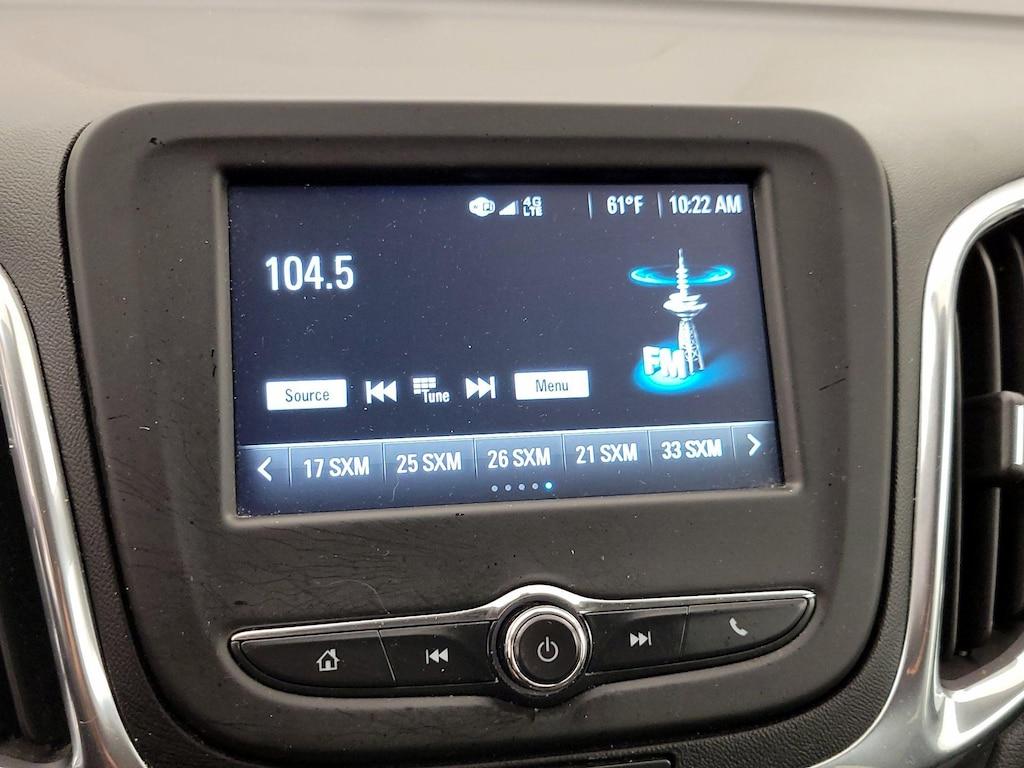 WiFi 4G LTE 61°F 10:22 AM
104.5
FM
Source Tune Menu
17 SXM 25 SXM 26 SXM 21 SXM 33 SXM